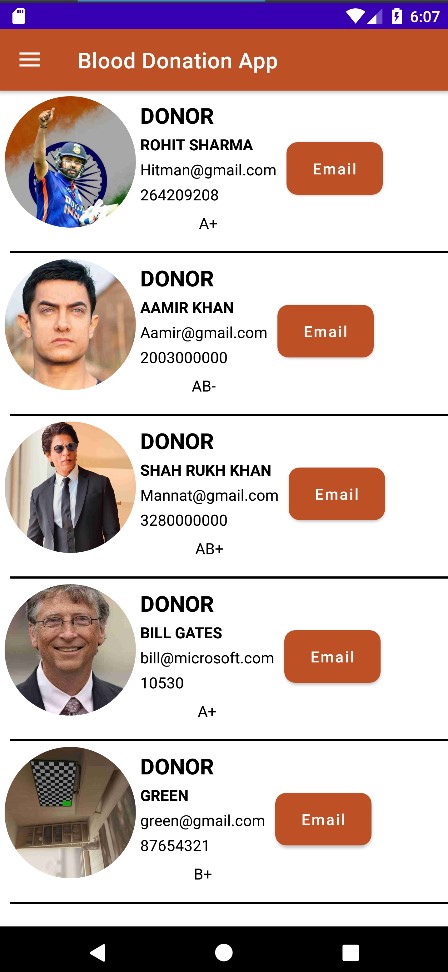 6:07
Blood Donation App
DONOR
ROHIT SHARMA
Hitman@gmail.com
264209208
A+
Email
DONOR
AAMIR KHAN
Aamir@gmail.com
2003000000
AB-
Email
DONOR
SHAH RUKH KHAN
Mannat@gmail.com
3280000000
AB+
Email
DONOR
BILL GATES
bill@microsoft.com
10530
A+
Email
DONOR
GREEN
green@gmail.com
87654321
B+
Email